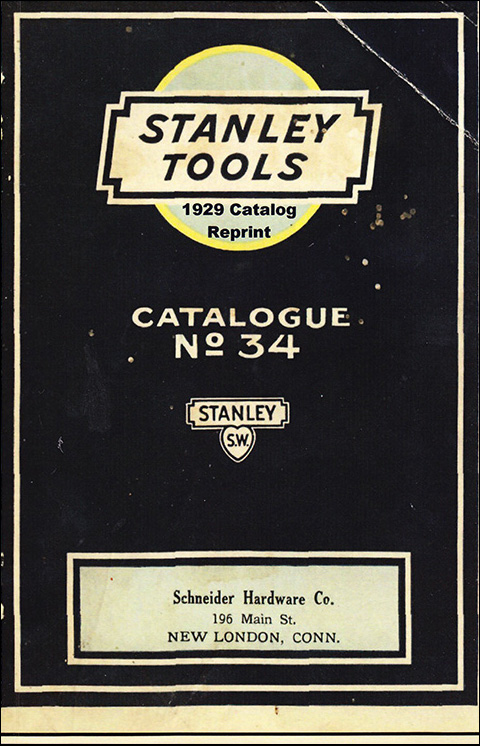 STANLEY
TOOLS
1929 Catalog
Reprint
CATALOGUE
Nº 34
STANLEY
S.W.
Schneider Hardware Co.
196 Main St.
NEW LONDON, CONN.